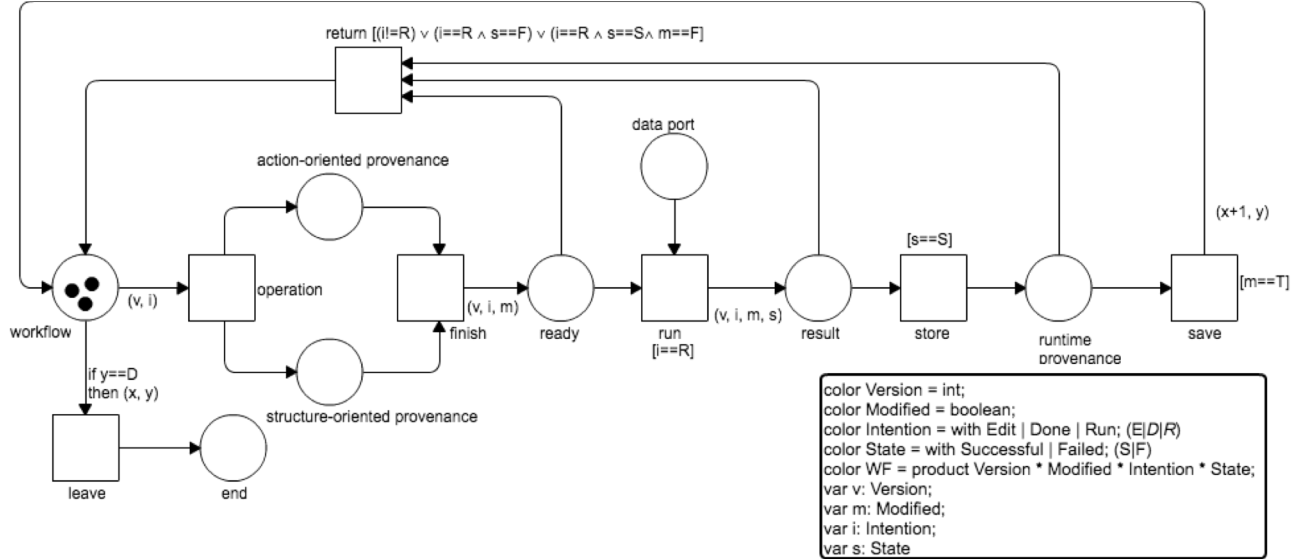 return [(i!=R) ∨ (i==R ∧ s==F) ∨ (i==R ∧ s==S∧ m==F]
data port
action-oriented provenance
(x+1, y)
[s==S]
(v, i)
operation
(v, i, m)
(v, i, m, s)
[m==T]
workflow
finish
ready
run
[i==R]
result
store
runtime
provenance
save
if y==D
then (x, y)
structure-oriented provenance
leave
end
color Version = int;
color Modified = boolean;
color Intention = with Edit | Done | Run; (E|D|R)
color State = with Successful | Failed; (S|F)
color WF = product Version * Modified * Intention * State;
var v: Version;
var m: Modified;
var i: Intention;
var s: State